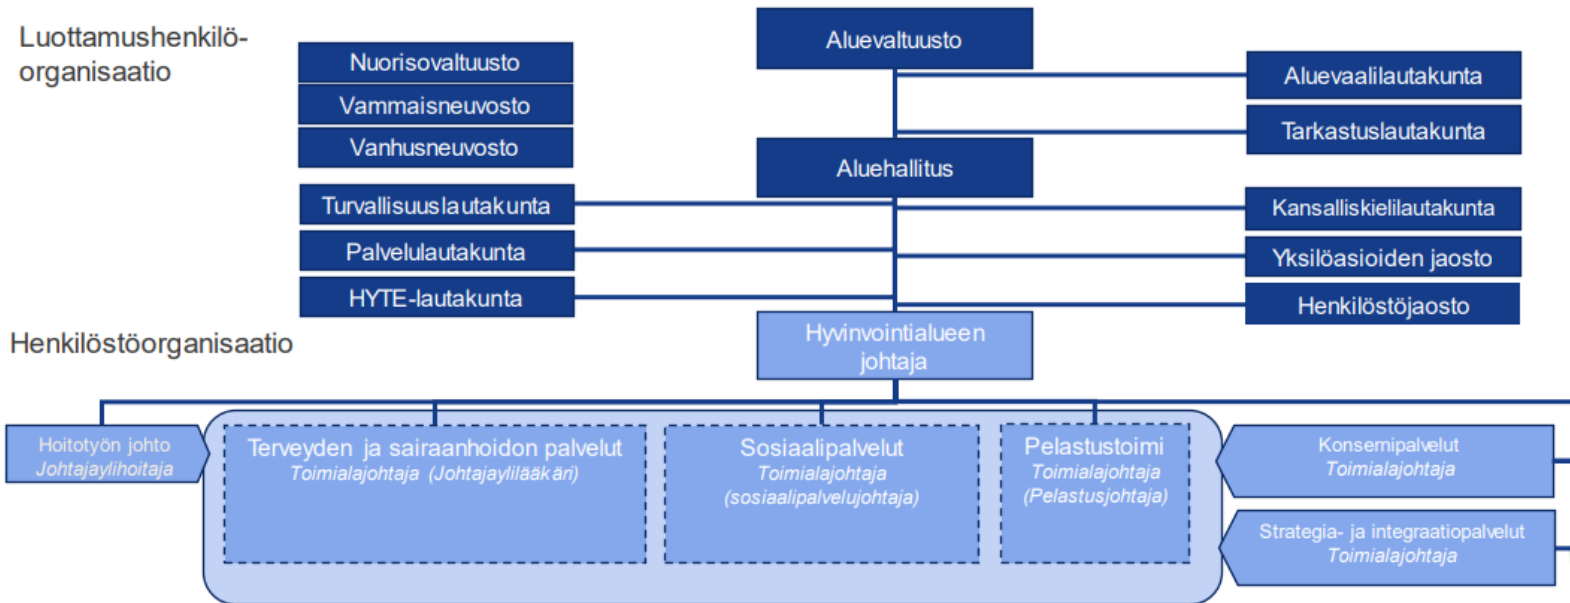 Luottamushenkilö-
organisaatio
Nuorisovaltuusto
Vammaisneuvosto
Vanhusneuvosto
Turvallisuuslautakunta
Palvelulautakunta
HYTE-lautakunta
Aluevaltuusto
Aluehallitus
Aluevaalilautakunta
Tarkastuslautakunta
Kansalliskielilautakunta
Yksilöasioiden jaosto
Henkilöstöjaosto
Henkilöstöorganisaatio
Hyvinvointialueen
johtaja
Hoitotyön johto
Johtajaylihoitaja
Terveyden ja sairaanhoidon palvelut
Toimialajohtaja (Johtajaylilääkäri)
Sosiaalipalvelut
Toimialajohtaja
(sosiaalipalvelujohtaja)
Pelastustoimi
Toimialajohtaja
(Pelastusjohtaja)
Konsernipalvelut
Toimialajohtaja
Strategia- ja integraatiopalvelut
Toimialajohtaja